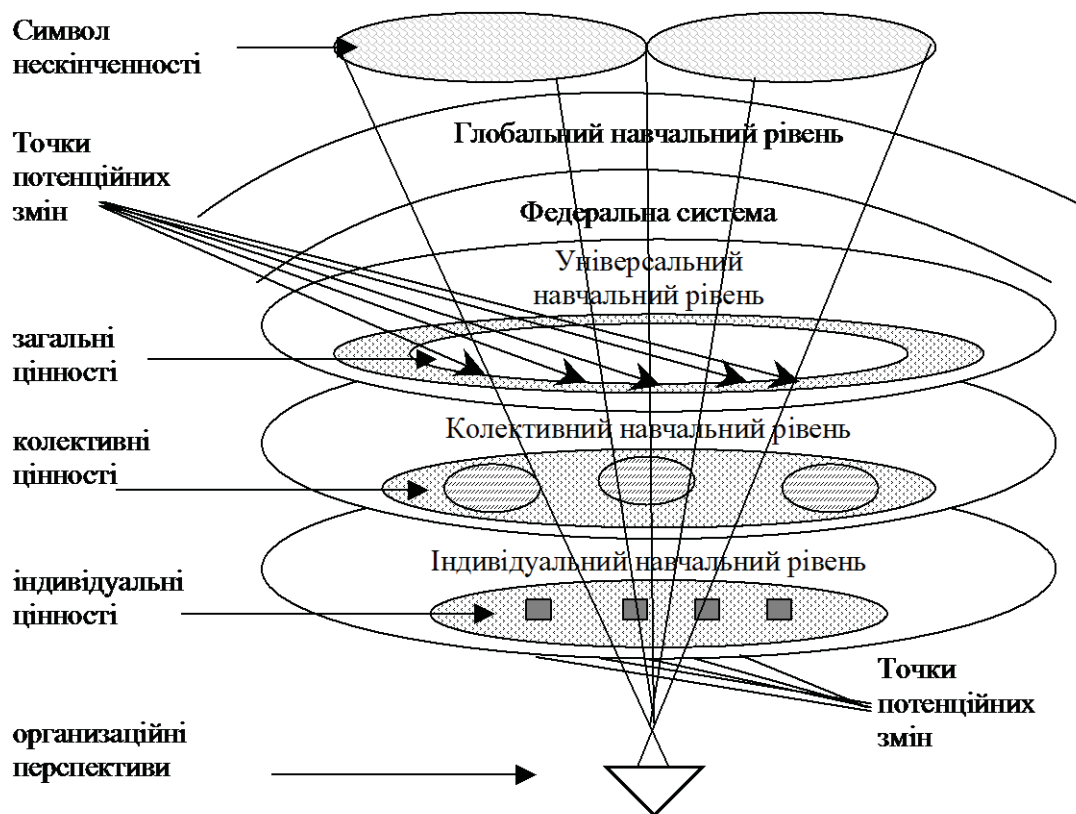 Символ
нескінченності
Глобальний навчальний рівень
Точки
потенційних
змін
Федеральна система
Універсальний
навчальний рівень
загальні
цінності
Колективний навчальний рівень
колективні
цінності
Індивідуальний навчальний рівень
індивідуальні
цінності
Точки
потенційних
змін
организаційні
перспективи